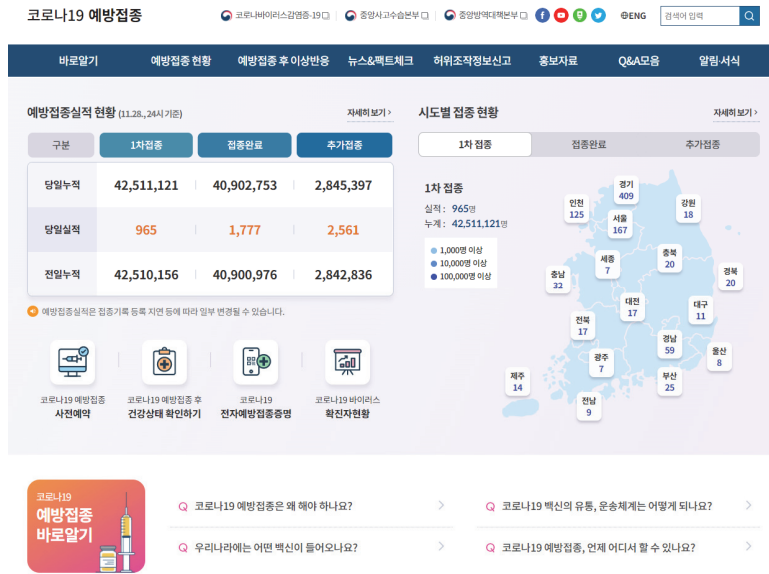 코로나19 예방접종
코로나바이러스감염증-19
중앙사고수습본부
중앙방역대책본부
ENG
검색어 입력
바로알기 예방접종 현황 예방접종 후 이상반응 뉴스&팩트체크 허위조작정보신고 홍보자료 Q&A모음 알림·서식
예방접종실적 현황 (11.28., 24시 기준) 자세히 보기 >
구분 1차접종 접종완료 추가접종
당일누적 42,511,121 40,902,753 2,845,397
당일실적 965 1,777 2,561
전일누적 42,510,156 40,900,976 2,842,836
예방접종실적은 접종기록 등록 지연 등에 따라 일부 변경될 수 있습니다.
코로나19 예방접종
사전예약
코로나19 예방접종 후
건강상태 확인하기
코로나19
전자예방접종증명
코로나19 바이러스
확진자현황
시도별 접종 현황 자세히 보기 >
1차 접종 접종완료 추가접종
1차 접종
실적 : 965명
누계 : 42,511,121명
1,000명 이상
10,000명 이상
100,000명 이상
경기
409
인천
125
서울
167
강원
18
세종
7
충북
20
충남
32
경북
20
대전
17
대구
11
전북
17
경남
59
울산
8
광주
7
부산
25
제주
14
전남
9
코로나19
예방접종
바로알기
Q 코로나19 예방접종은 왜 해야 하나요? >
Q 코로나19 백신의 유통, 운송체계는 어떻게 되나요? >
Q 우리나라에는 어떤 백신이 들어오나요? >
Q 코로나19 예방접종, 언제 어디서 할 수 있나요? >